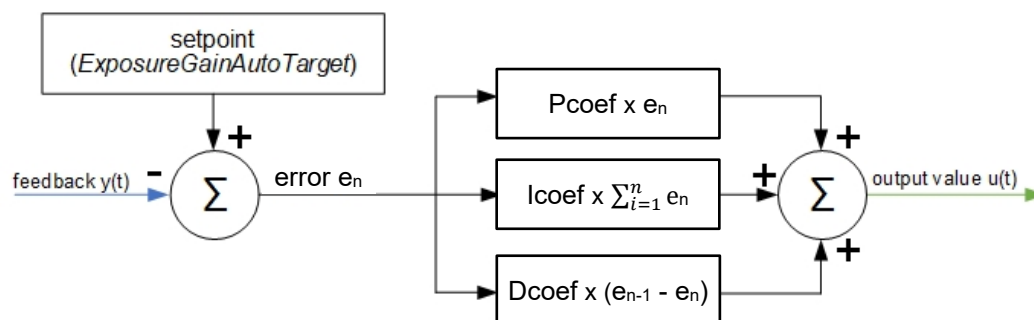 setpoint
(ExposureGainAutoTarget)
+
feedback y(t)
-
Σ
error eₙ
Pcoef x eₙ
Icoef x ∑ⁿᵢ₌₁ eₙ
Dcoef x (eₙ₋₁ - eₙ)
+
+
+
Σ
output value u(t)